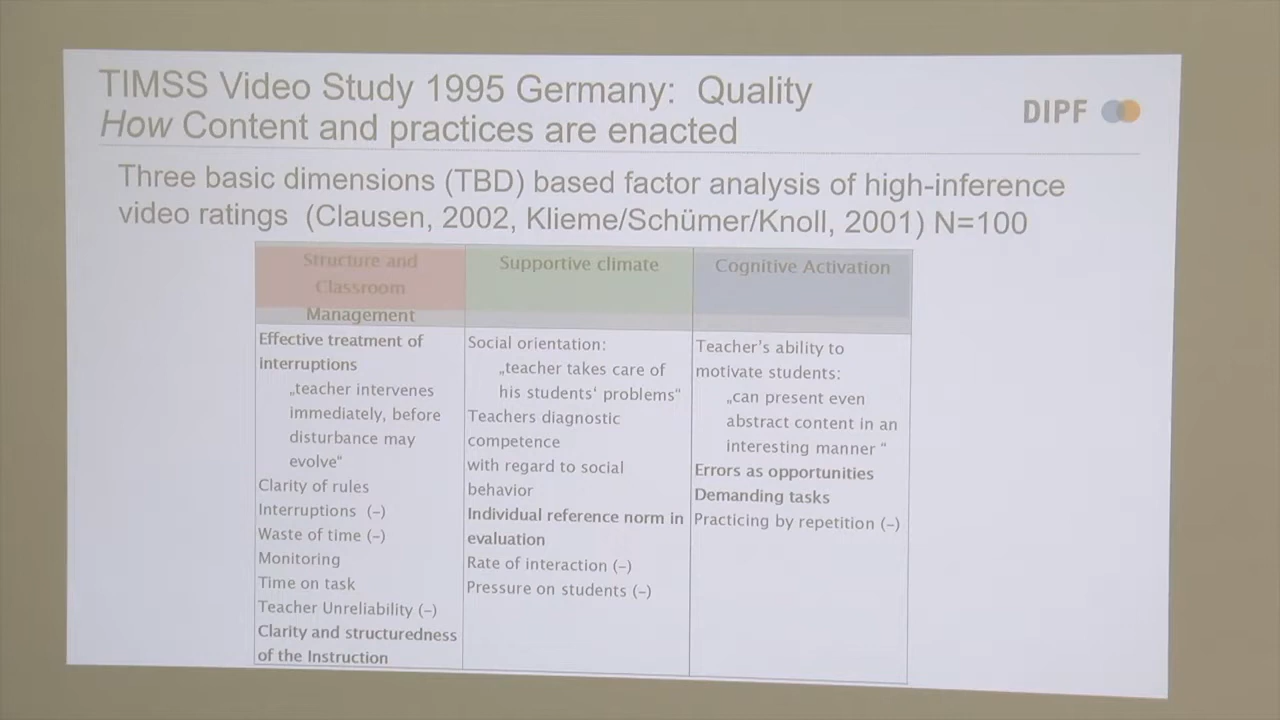 TIMSS Video Study 1995 Germany: Quality
How Content and practices are enacted
DIPF
Three basic dimensions (TBD) based factor analysis of high-inference
video ratings (Clausen, 2002, Klieme/Schümer/Knoll, 2001) N=100
Structure and
Classroom
Management
Effective treatment of
interruptions
„teacher intervenes
immediately, before
disturbance may
evolve“
Clarity of rules
Interruptions (–)
Waste of time (–)
Monitoring
Time on task
Teacher Unreliability (–)
Clarity and structuredness
of the Instruction
Supportive climate
Social orientation:
„teacher takes care of
his students‘ problems“
Teachers diagnostic
competence
with regard to social
behavior
Individual reference norm in
evaluation
Rate of interaction (–)
Pressure on students (–)
Cognitive Activation
Teacher’s ability to
motivate students:
„can present even
abstract content in an
interesting manner “
Errors as opportunities
Demanding tasks
Practicing by repetition (–)